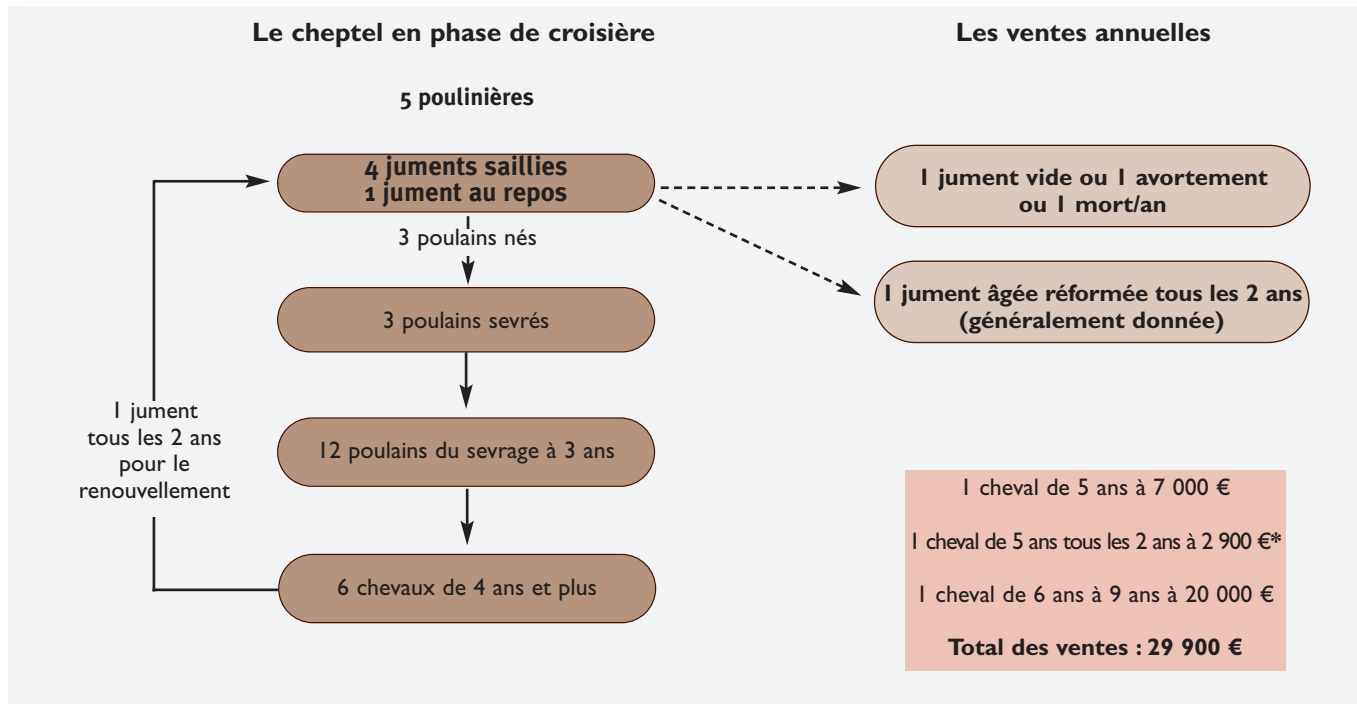 Le cheptel en phase de croisière
Les ventes annuelles
5 poulinières
4 juments saillies
1 jument au repos
1 jument vide ou 1 avortement
ou 1 mort/an
3 poulains nés
1 jument âgée réformée tous les 2 ans
(généralement donnée)
3 poulains sevrés
1 jument
tous les 2 ans
pour le
renouvellement
12 poulains du sevrage à 3 ans
6 chevaux de 4 ans et plus
1 cheval de 5 ans à 7 000 €
1 cheval de 5 ans tous les 2 ans à 2 900 €*
1 cheval de 6 ans à 9 ans à 20 000 €
Total des ventes : 29 900 €